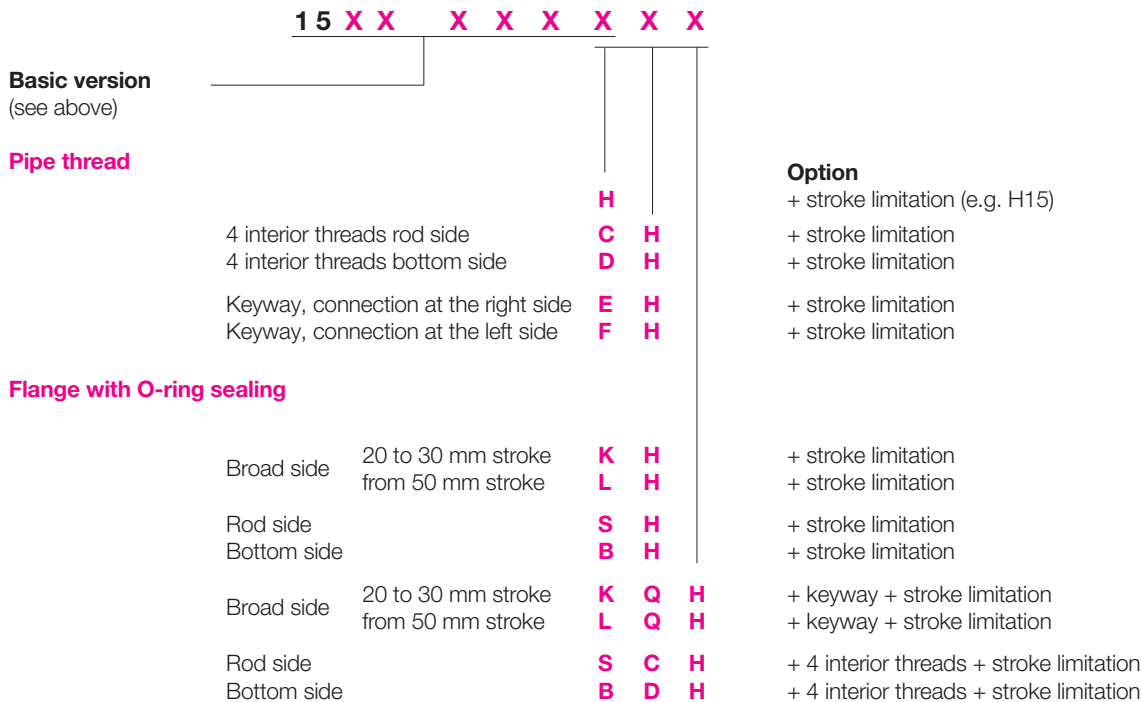 15XX XXXXXX
Basic version
(see above)
Pipe thread
Option
H + stroke limitation (e.g. H15)
4 interior threads rod side C H + stroke limitation
4 interior threads bottom side D H + stroke limitation
Keyway, connection at the right side E H + stroke limitation
Keyway, connection at the left side F H + stroke limitation
Flange with O-ring sealing
Broad side 20 to 30 mm stroke K H + stroke limitation
from 50 mm stroke L H + stroke limitation
Rod side S H + stroke limitation
Bottom side B H + stroke limitation
Broad side 20 to 30 mm stroke K Q H + keyway + stroke limitation
from 50 mm stroke L Q H + keyway + stroke limitation
Rod side S C H + 4 interior threads + stroke limitation
Bottom side B D H + 4 interior threads + stroke limitation